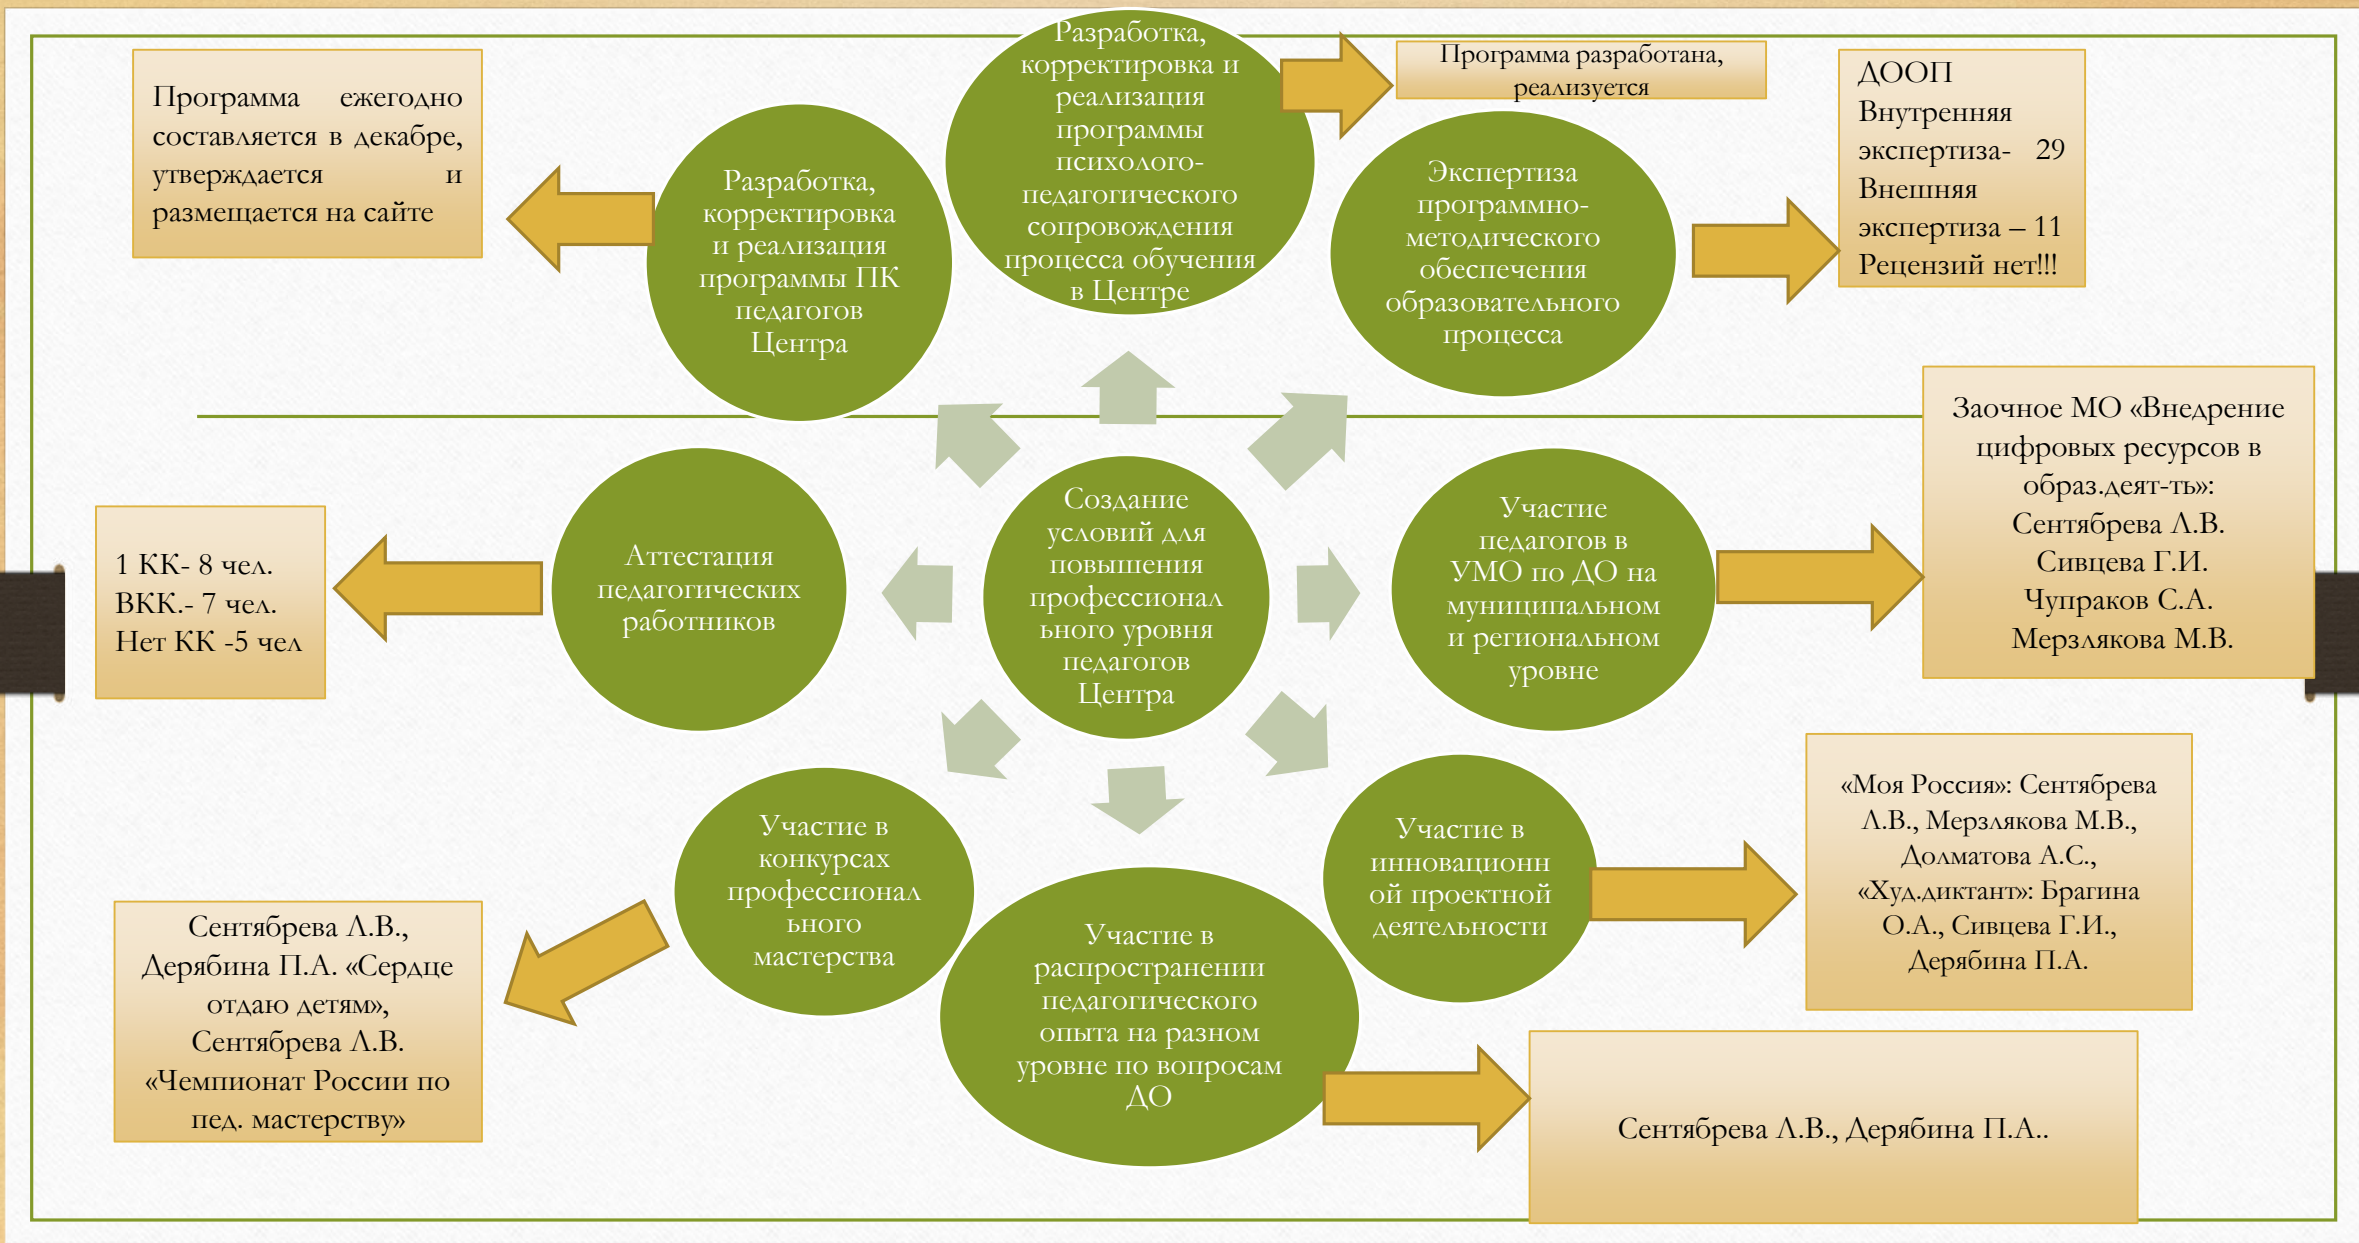 Программа ежегодно
составляется в декабре,
утверждается и
размещается на сайте
Разработка,
корректировка
и реализация
программы ПК
педагогов
Центра
Разработка,
корректировка и
реализация
программы
психолого-
педагогического
сопровождения
процесса обучения
в Центре
Программа разработана,
реализуется
Экспертиза
программно-
методического
обеспечения
образовательного
процесса
ДООП
Внутренняя
экспертиза- 29
Внешняя
экспертиза – 11
Рецензий нет!!!
1 КК- 8 чел.
ВКК.- 7 чел.
Нет КК -5 чел
Аттестация
педагогических
работников
Создание
условий для
повышения
профессионал
ьного уровня
педагогов
Центра
Участие
педагогов в
УМО по ДО на
муниципальном
и региональном
уровне
Заочное МО «Внедрение
цифровых ресурсов в
образ.деят-ть»:
Сентябрева Л.В.
Сивцева Г.И.
Чупраков С.А.
Мерзлякова М.В.
Сентябрева Л.В.,
Дерябина П.А. «Сердце
отдаю детям»,
Сентябрева Л.В.
«Чемпионат России по
пед. мастерству»
Участие в
конкурсах
профессионал
ьного
мастерства
Участие в
распространении
педагогического
опыта на разном
уровне по вопросам
ДО
Участие в
инновационн
ой проектной
деятельности
«Моя Россия»: Сентябрева
Л.В., Мерзлякова М.В.,
Долматова А.С.,
«Худ.диктант»: Брагина
О.А., Сивцева Г.И.,
Дерябина П.А.
Сентябрева Л.В., Дерябина П.А..